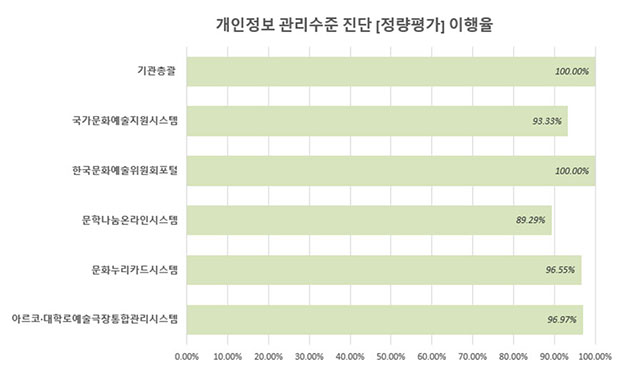 개인정보 관리수준 진단 [정량평가] 이행율
기관총괄
100.00%
국가문화예술지원시스템
93.33%
한국문화예술위원회포털
100.00%
문학나눔온라인시스템
89.29%
문화누리카드시스템
96.55%
아르코·대학로예술극장통합관리시스템
96.97%
0.00% 10.00% 20.00% 30.00% 40.00% 50.00% 60.00% 70.00% 80.00% 90.00% 100.00%